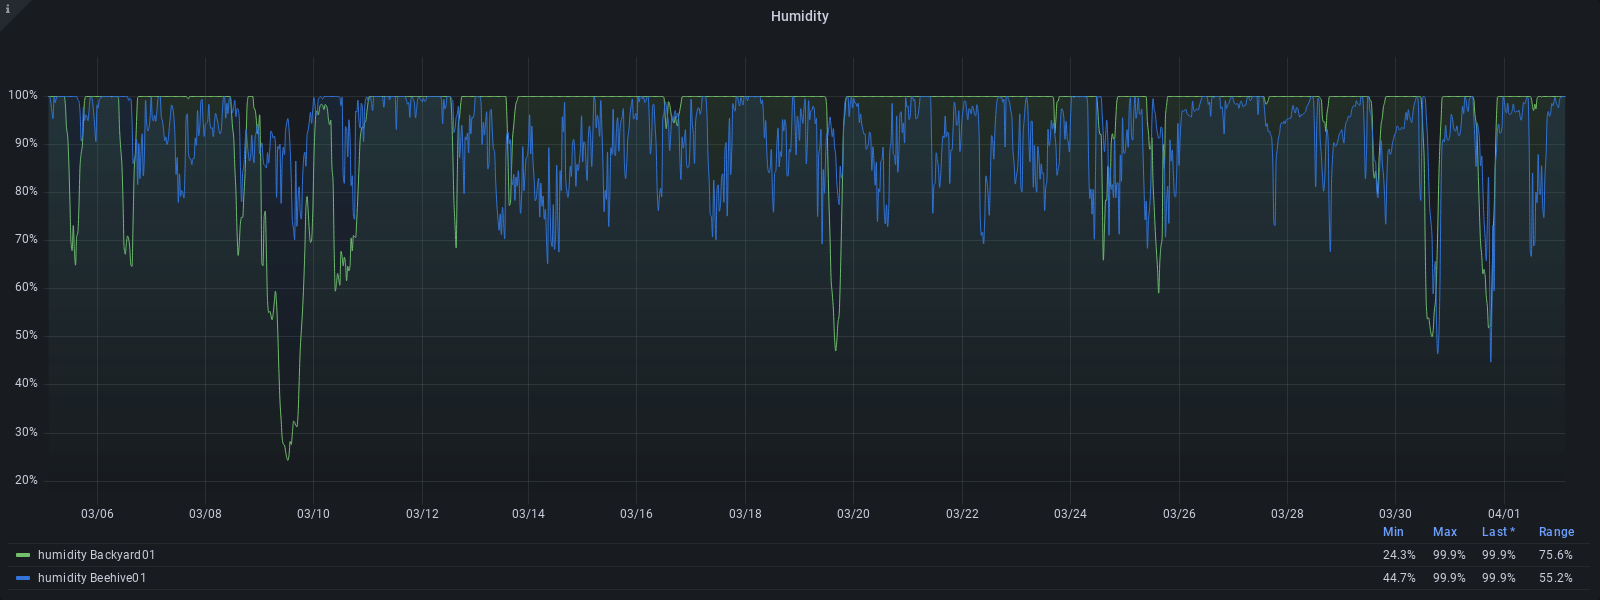 i
Humidity
100%
90%
80%
70%
60%
50%
40%
30%
20%
03/06 03/08 03/10 03/12 03/14 03/16 03/18 03/20 03/22 03/24 03/26 03/28 03/30 04/01
Min Max Last * Range
humidity Backyard01 24.3% 99.9% 99.9% 75.6%
humidity Beehive01 44.7% 99.9% 99.9% 55.2%